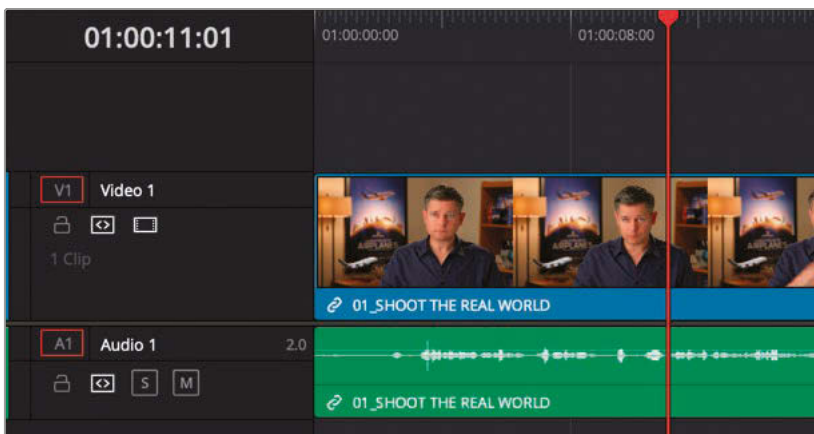 01:00:11:01
01:00:00:00 01:00:08:00
V1 Video 1
1 Clip
01_SHOOT THE REAL WORLD
A1 Audio 1 2.0
S M
01_SHOOT THE REAL WORLD